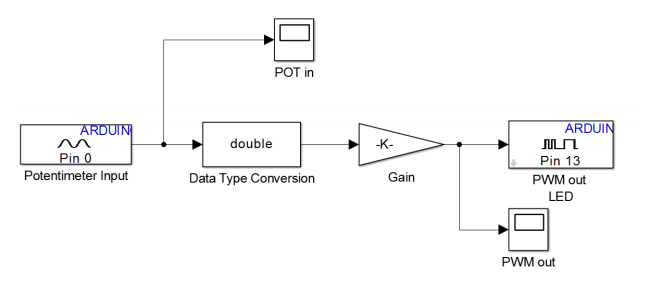 POT in
ARDUIN
Pin 0
Potentimeter Input
double
Data Type Conversion
-K-
Gain
ARDUIN
Pin 13
PWM out
LED
PWM out